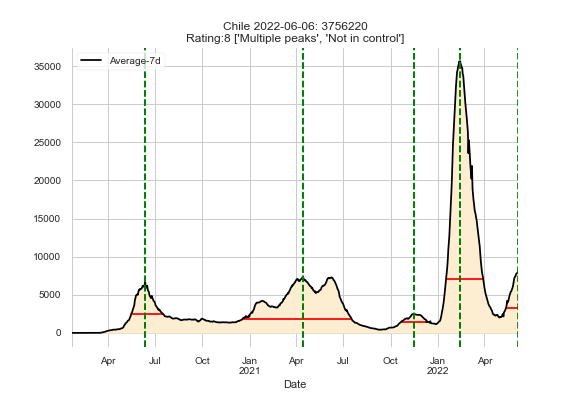 Chile 2022-06-06: 3756220
Rating:8 ['Multiple peaks', 'Not in control']
Average-7d
35000
30000
25000
20000
15000
10000
5000
0
Apr Jul Oct Jan Apr Jul Oct Jan Apr
2021 2022
Date